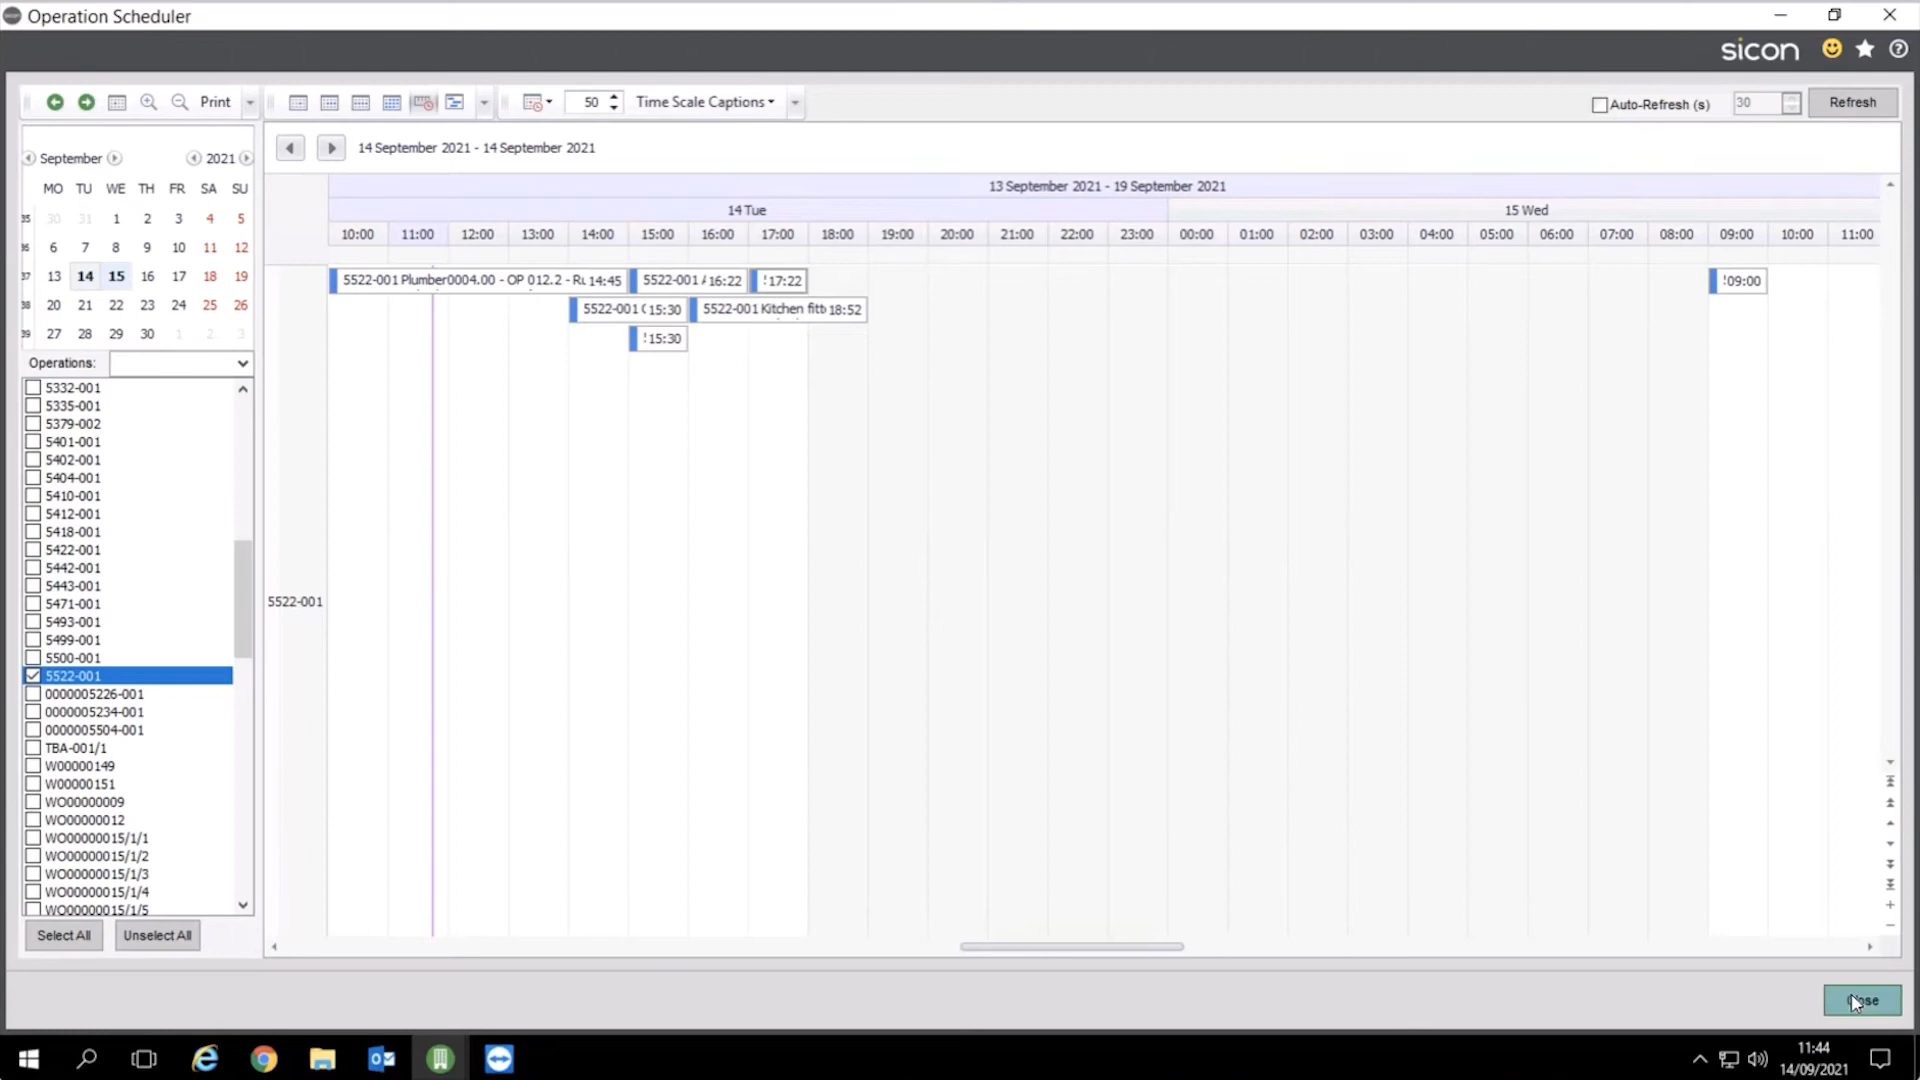 Operation Scheduler
sicon
Print
50
Time Scale Captions
Auto-Refresh (s)
30
Refresh
September 2021
MO TU WE TH FR SA SU
35 30 31 1 2 3 4 5
36 6 7 8 9 10 11 12
37 13 14 15 16 17 18 19
38 20 21 22 23 24 25 26
39 27 28 29 30 1 2 3
Operations:
5332-001
5335-001
5379-002
5401-001
5402-001
5404-001
5410-001
5412-001
5418-001
5422-001
5442-001
5443-001
5471-001
5493-001
5499-001
5500-001
5522-001
0000005226-001
0000005234-001
0000005504-001
TBA-001/1
W00000149
W00000151
WO00000009
WO00000012
WO00000015/1/1
WO00000015/1/2
WO00000015/1/3
WO00000015/1/4
WO00000015/1/5
Select All Unselect All
14 September 2021 - 14 September 2021
13 September 2021 - 19 September 2021
14 Tue 15 Wed
10:00 11:00 12:00 13:00 14:00 15:00 16:00 17:00 18:00 19:00 20:00 21:00 22:00 23:00 00:00 01:00 02:00 03:00 04:00 05:00 06:00 07:00 08:00 09:00 10:00 11:00
5522-001 Plumber0004.00 - OP 012.2 - 14:45 5522-001 16:22 17:22 09:00
5522-001 15:30 5522-001 Kitchen fitt 18:52
15:30
5522-001
11:44
14/09/2021